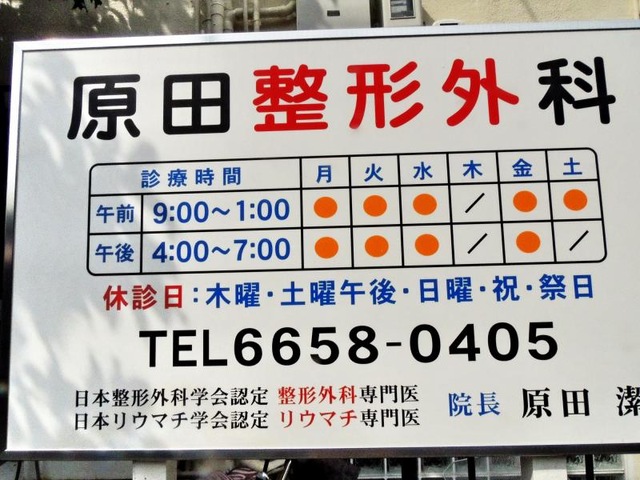 原田整形外科
診療時間 月 火 水 木 金 土
午前 9:00〜1:00 ● ● ● ／ ● ●
午後 4:00〜7:00 ● ● ● ／ ● ／
休診日：木曜・土曜午後・日曜・祝・祭日
TEL6658-0405
日本整形外科学会認定 整形外科専門医
日本リウマチ学会認定 リウマチ専門医
院長 原田 潔